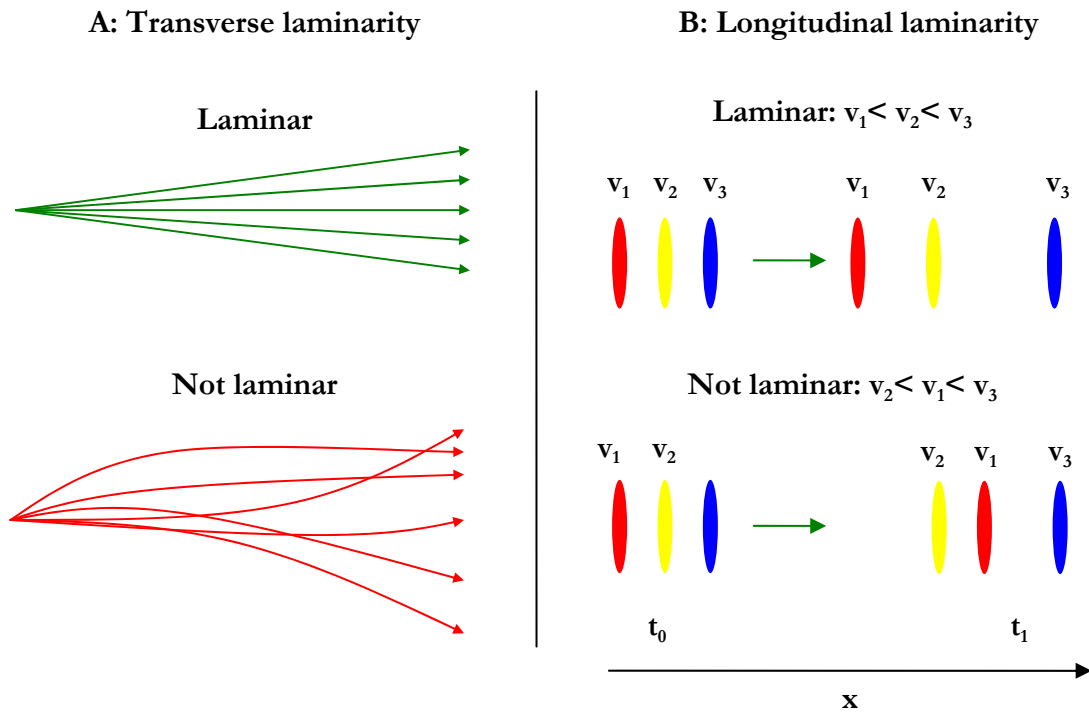 A: Transverse laminarity
Laminar
Not laminar
B: Longitudinal laminarity
Laminar: v₁< v₂ < v₃
v₁ v₂ v₃ v₁ v₂ v₃
Not laminar: v₂< v₁ < v₃
v₁ v₂ v₂ v₁ v₃
t₀ t₁
x